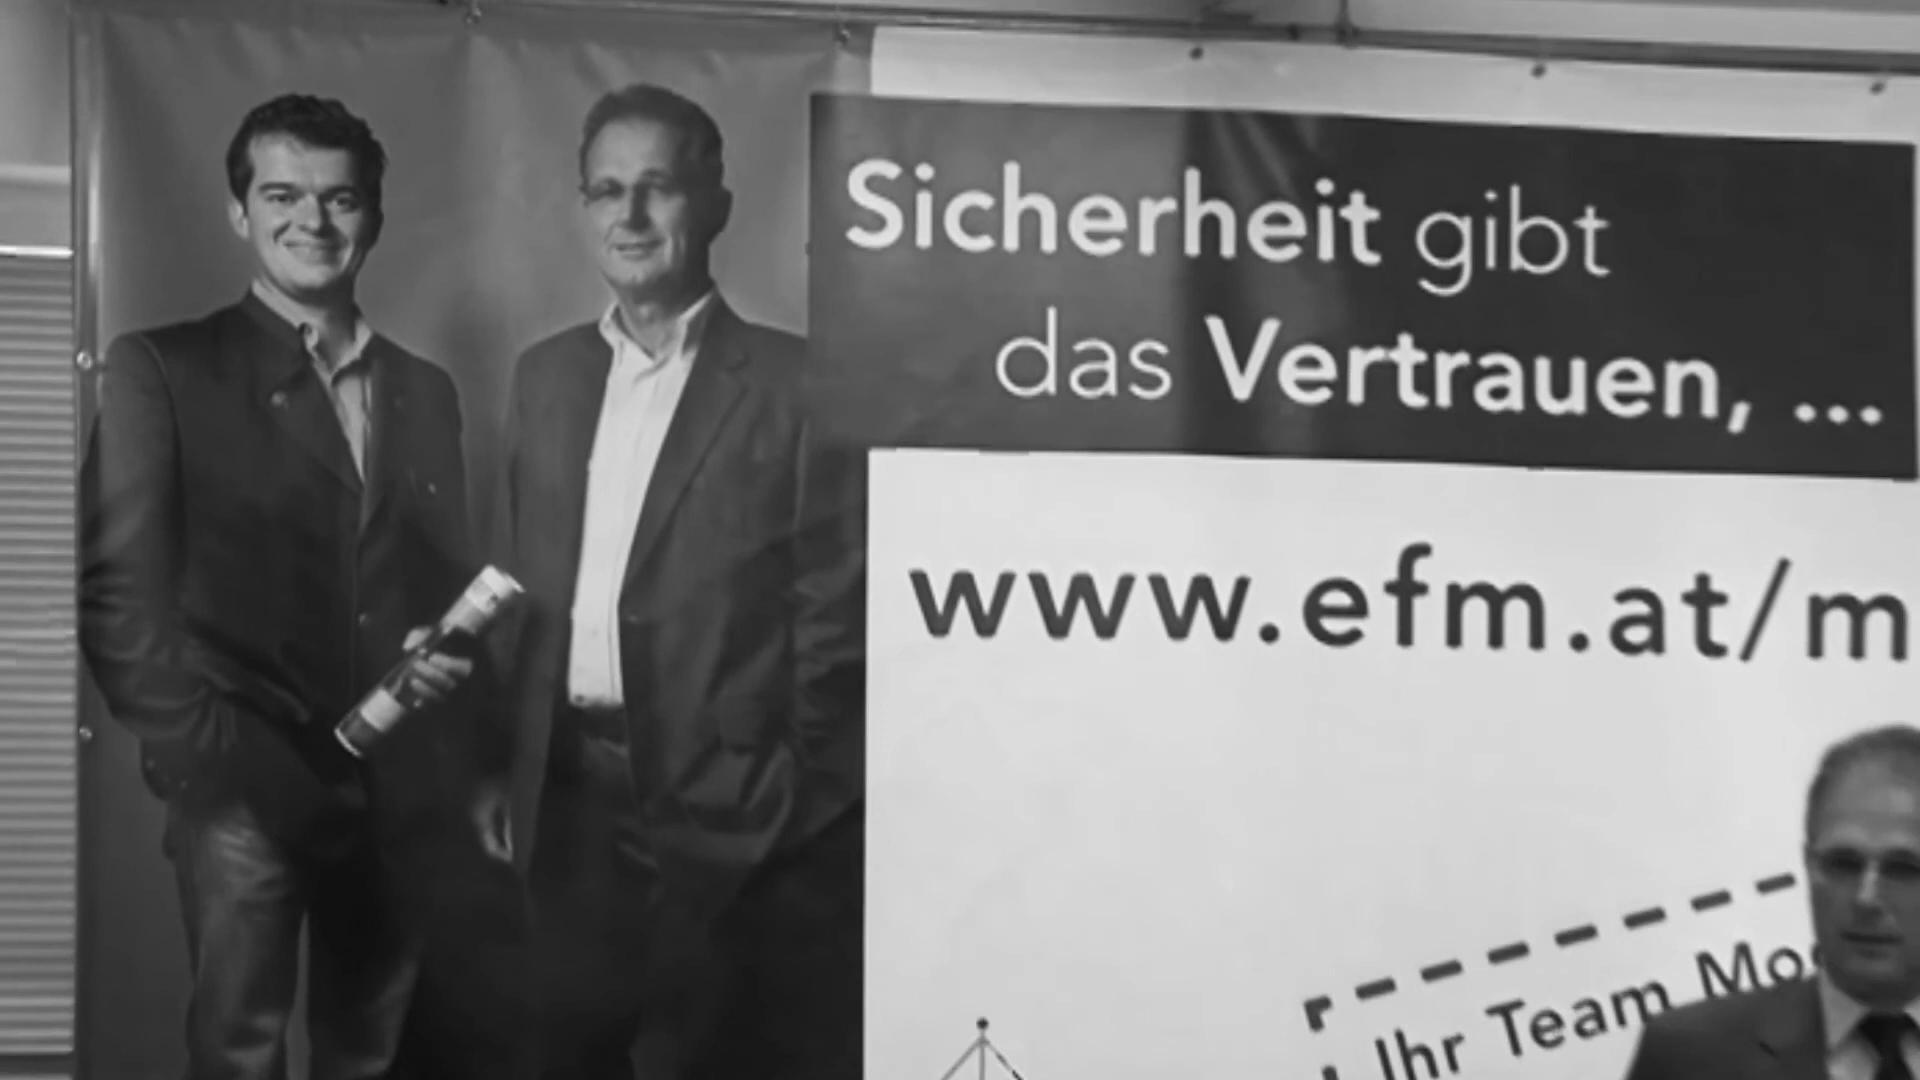 Sicherheit gibt
das Vertrauen, ...
www.efm.at/m
Ihr Team